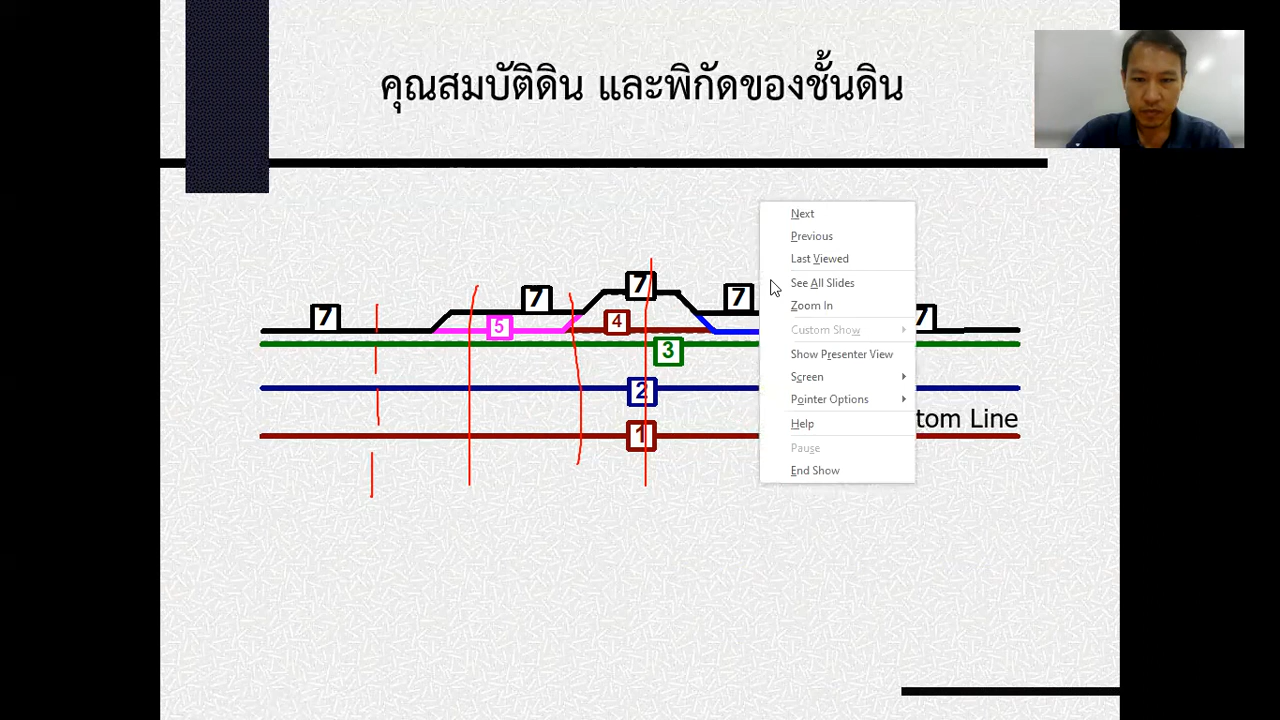 คุณสมบัติดิน และพิกัดของชั้นดิน
Next
Previous
Last Viewed
See All Slides
Zoom In
Custom Show
Show Presenter View
Screen
Pointer Options
Help
Pause
End Show
7
7
7
7
7
5
4
3
2
1
tom Line